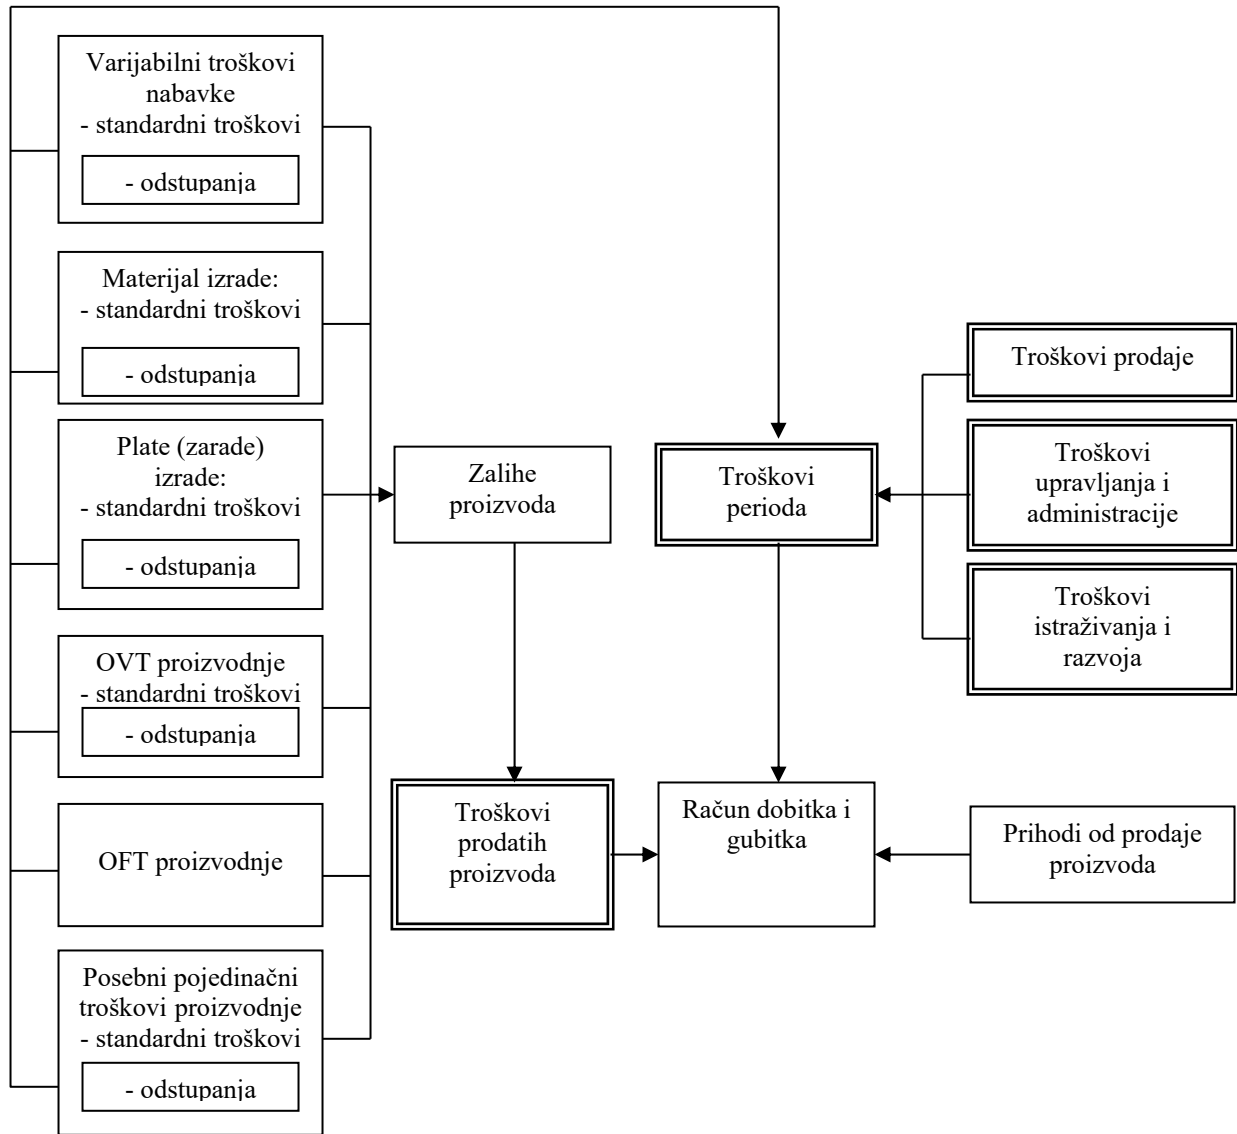 Varijabilni troškovi
nabavke
- standardni troškovi
- odstupanja
Materijal izrade:
- standardni troškovi
- odstupanja
Plate (zarade)
izrade:
- standardni troškovi
- odstupanja
OVT proizvodnje
- standardni troškovi
- odstupanja
OFT proizvodnje
Posebni pojedinačni
troškovi proizvodnje
- standardni troškovi
- odstupanja
Zalihe
proizvoda
Troškovi
prodatih
proizvoda
Troškovi
perioda
Račun dobitka i
gubitka
Troškovi prodaje
Troškovi
upravljanja i
administracije
Troškovi
istraživanja i
razvoja
Prihodi od prodaje
proizvoda